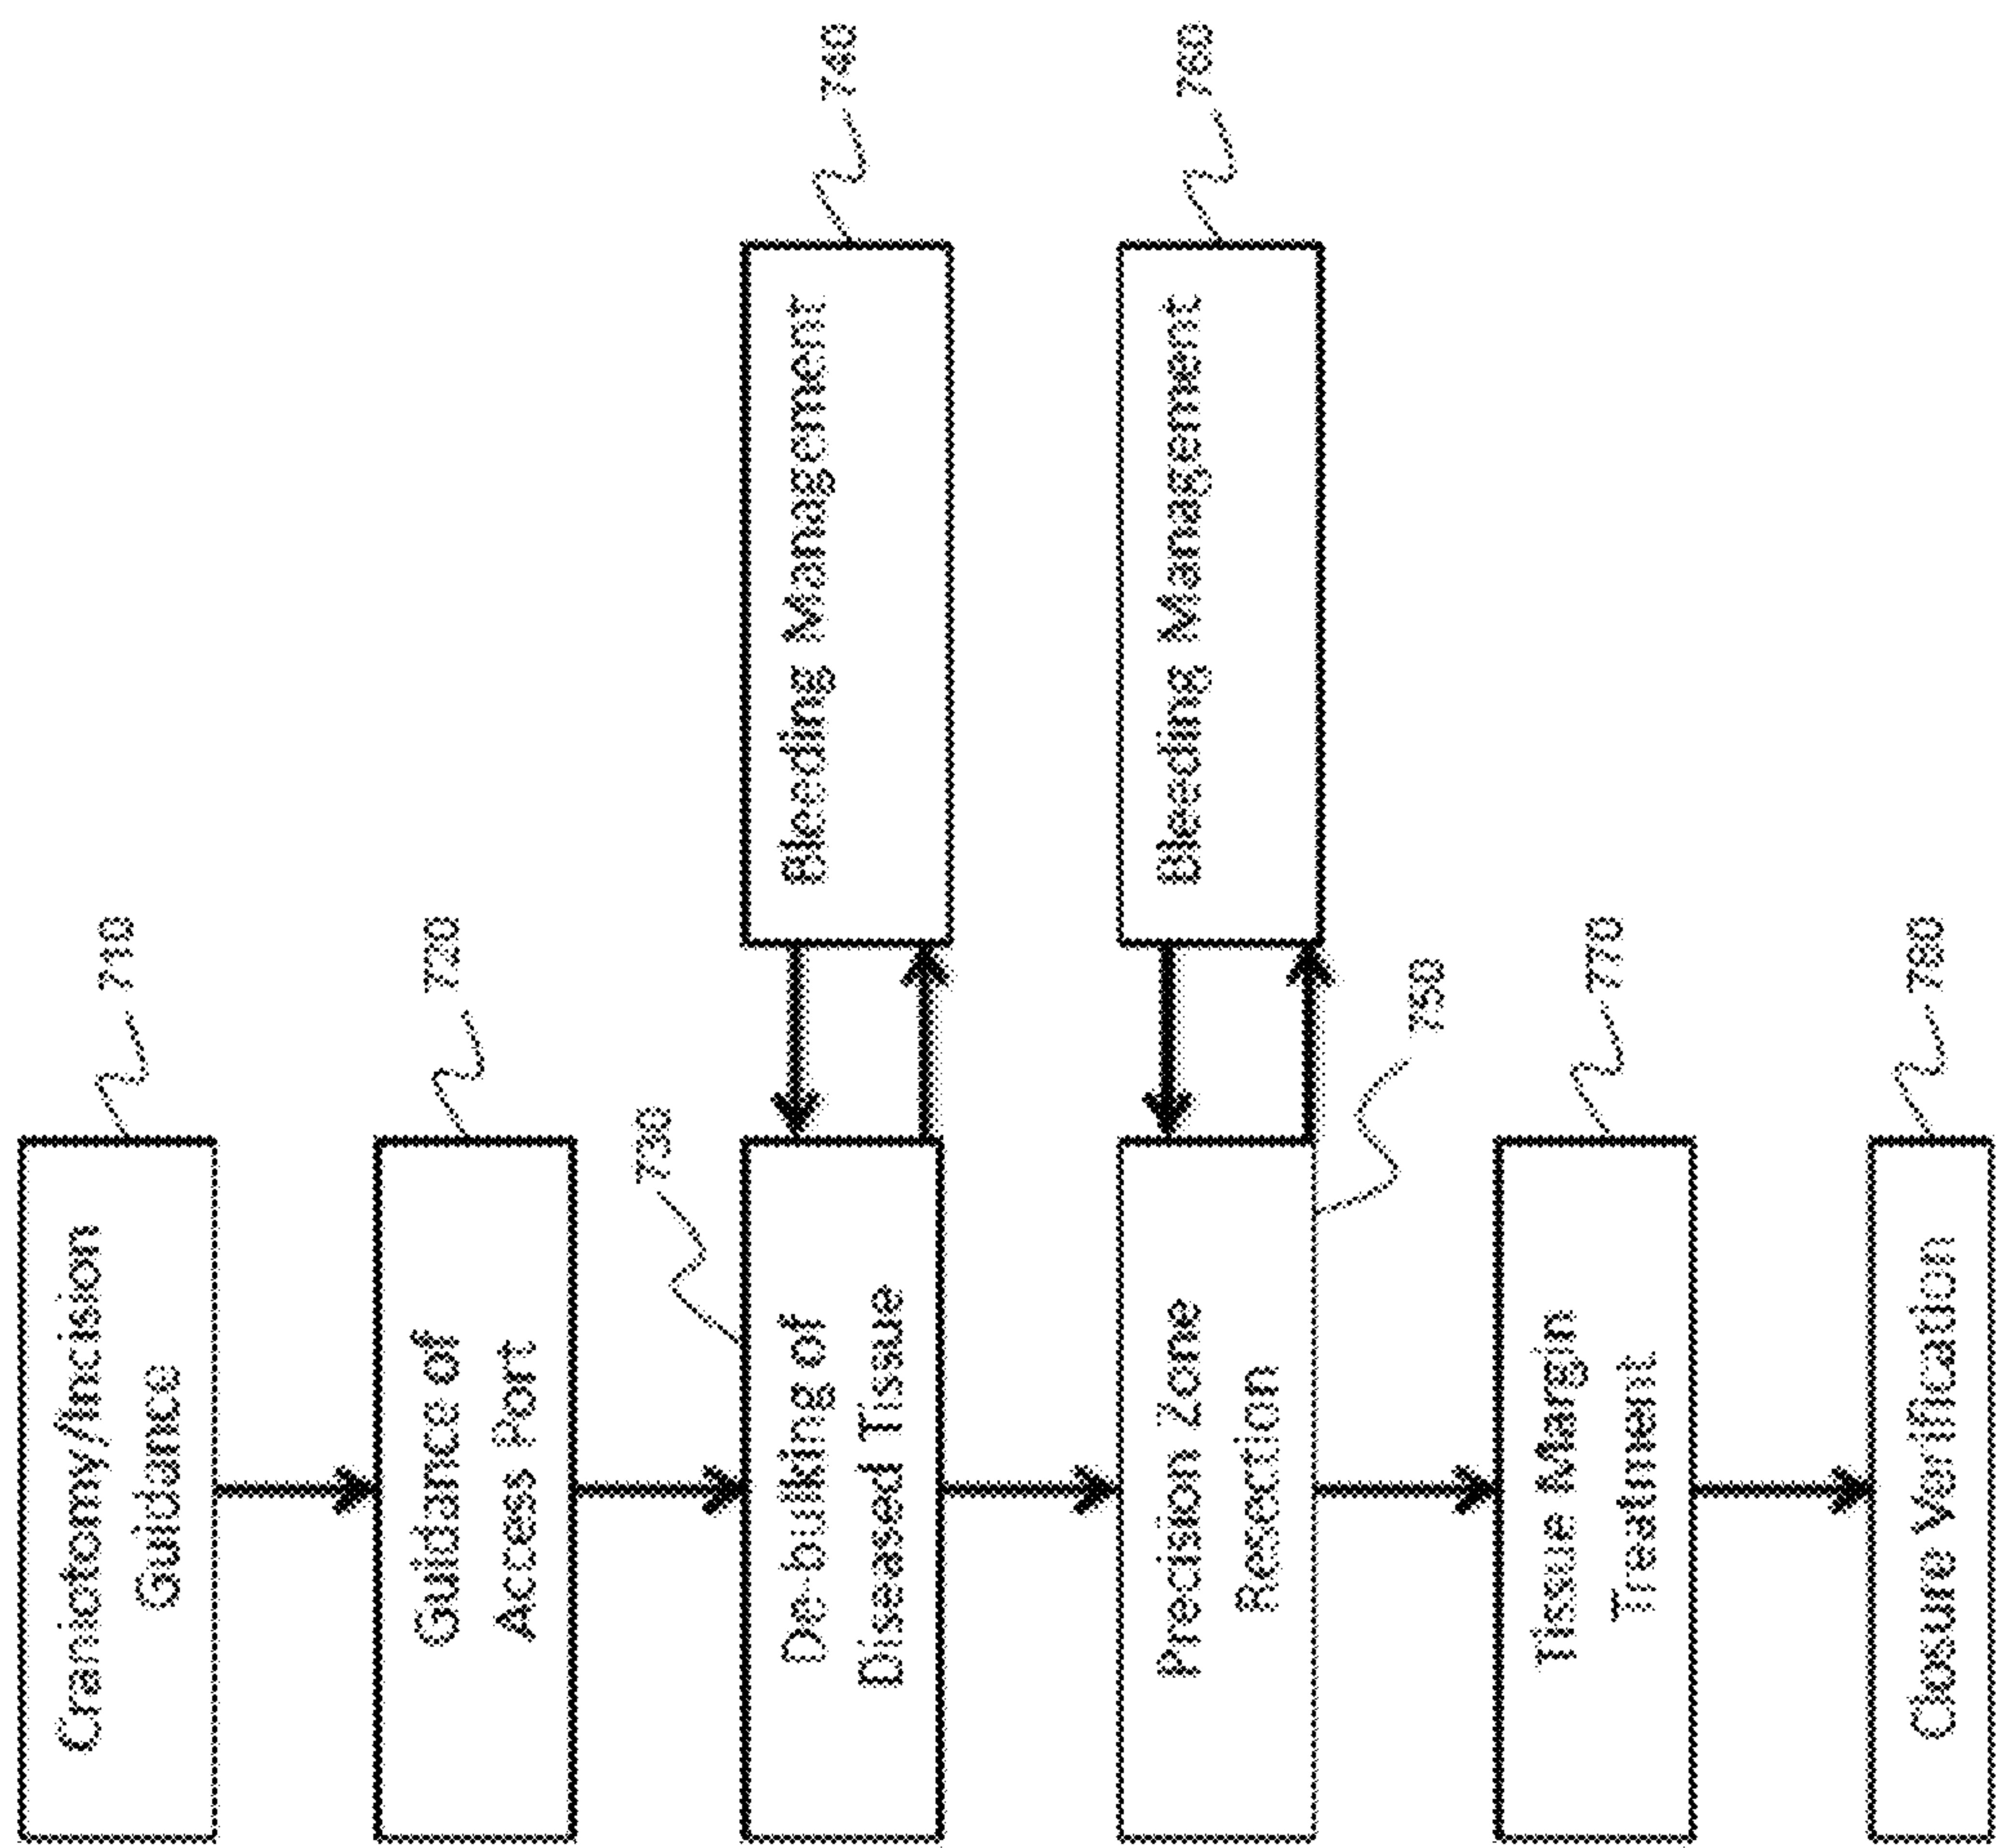 Craniotomy/Incision
Guidance
710
Guidance of
Access Port
720
730
De-bulking of
Diseased Tissue
Bleeding Management
740
Precision Zone
Resection
750
Bleeding Management
760
Tissue Margin
Treatment
770
Closure Verification
780